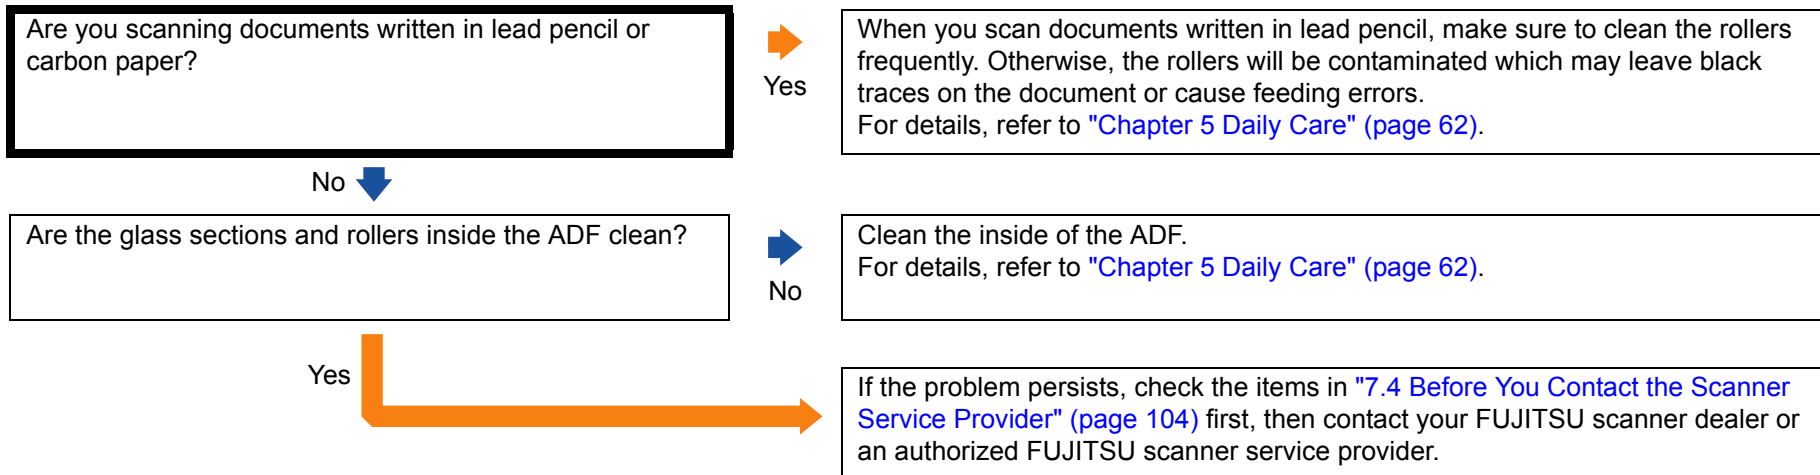 Are you scanning documents written in lead pencil or
carbon paper?
Yes
When you scan documents written in lead pencil, make sure to clean the rollers
frequently. Otherwise, the rollers will be contaminated which may leave black
traces on the document or cause feeding errors.
For details, refer to "Chapter 5 Daily Care" (page 62).
No
Are the glass sections and rollers inside the ADF clean?
No
Clean the inside of the ADF.
For details, refer to "Chapter 5 Daily Care" (page 62).
Yes
If the problem persists, check the items in "7.4 Before You Contact the Scanner
Service Provider" (page 104) first, then contact your FUJITSU scanner dealer or
an authorized FUJITSU scanner service provider.